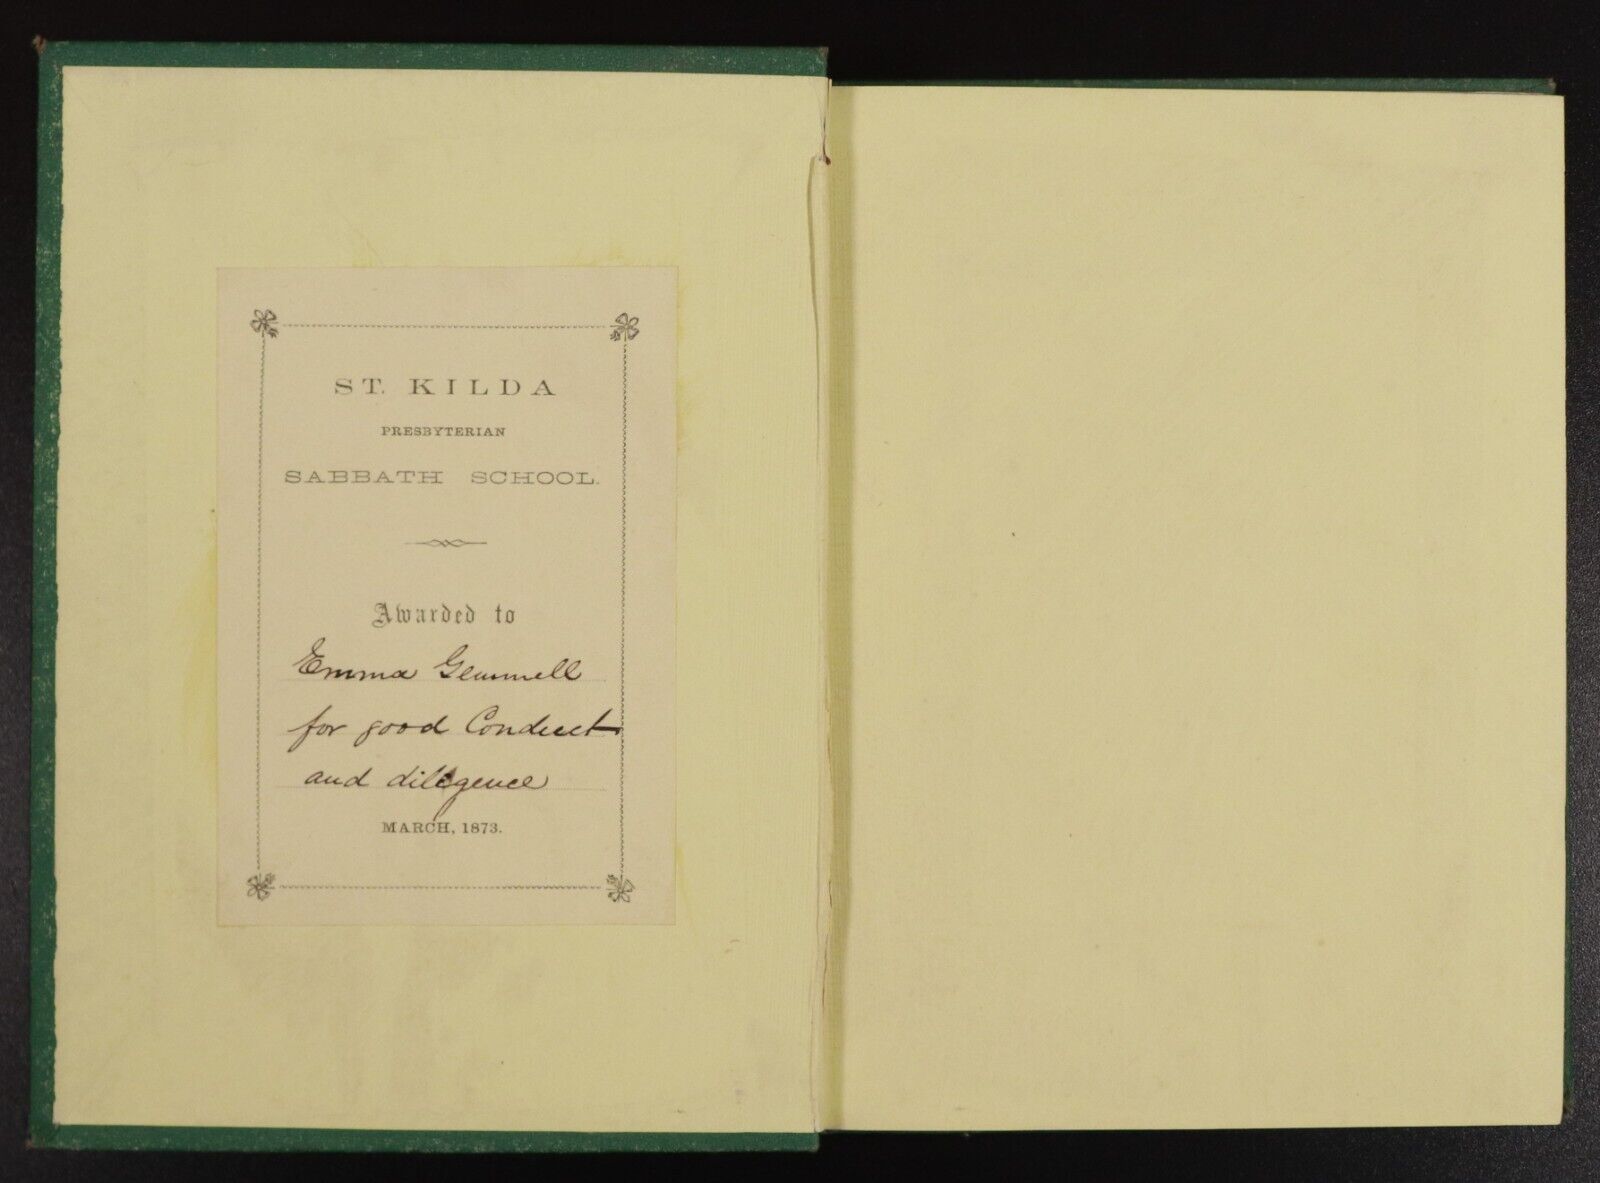 ST. KILDA
PRESBYTERIAN
SABBATH SCHOOL.
Awarded to
Emma Gemmell
for good Conduct
and diligence
MARCH, 1873.